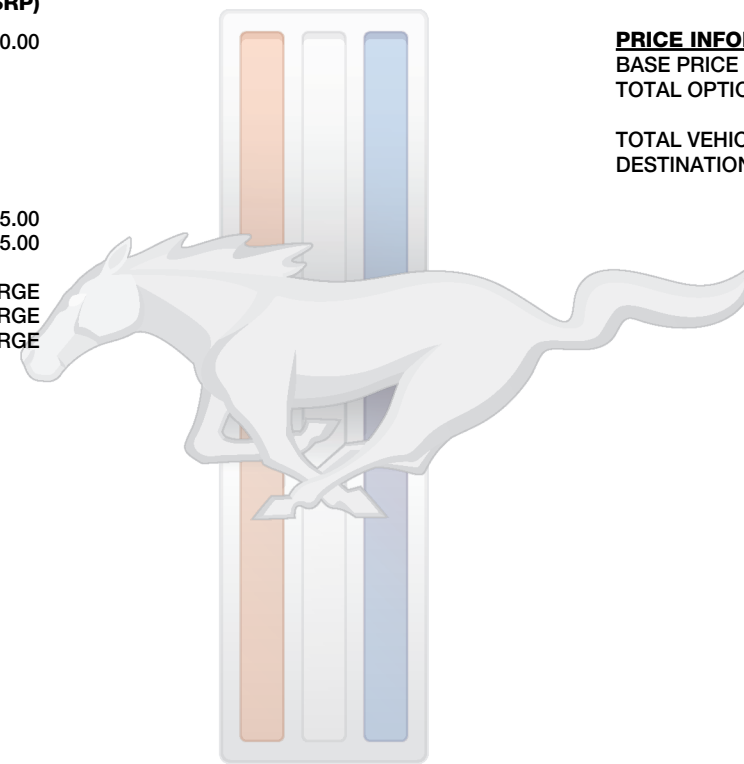 SRP)
0.00
5.00
5.00
RGE
RGE
RGE
PRICE INFO
BASE PRICE
TOTAL OPTIO
TOTAL VEHIC
DESTINATION